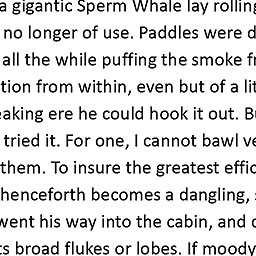 a gigantic Sperm Whale lay rolling
no longer of use. Paddles were d
all the while puffing the smoke f
tion from within, even but of a lit
aking ere he could hook it out. B
tried it. For one, I cannot bawl ve
them. To insure the greatest effic
henceforth becomes a dangling,
went his way into the cabin, and
ts broad flukes or lobes. If moody